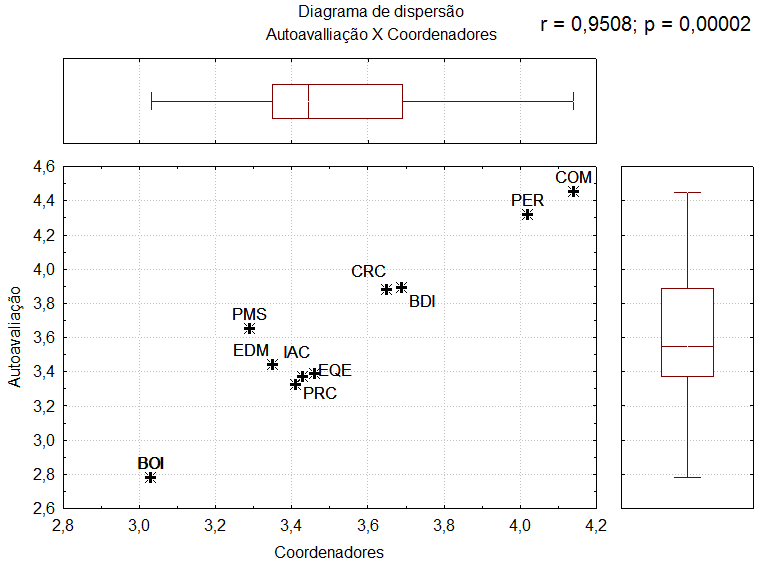 Diagrama de dispersão
Autoavalliação X Coordenadores
r = 0,9508; p = 0,00002
4,6
4,4
4,2
4,0
3,8
3,6
3,4
3,2
3,0
2,8
2,6
Autoavaliação
COM
PER
CRC
BDI
PMS
EDM
IAC
EQE
PRC
BOI
2,8
3,0
3,2
3,4
3,6
3,8
4,0
4,2
Coordenadores